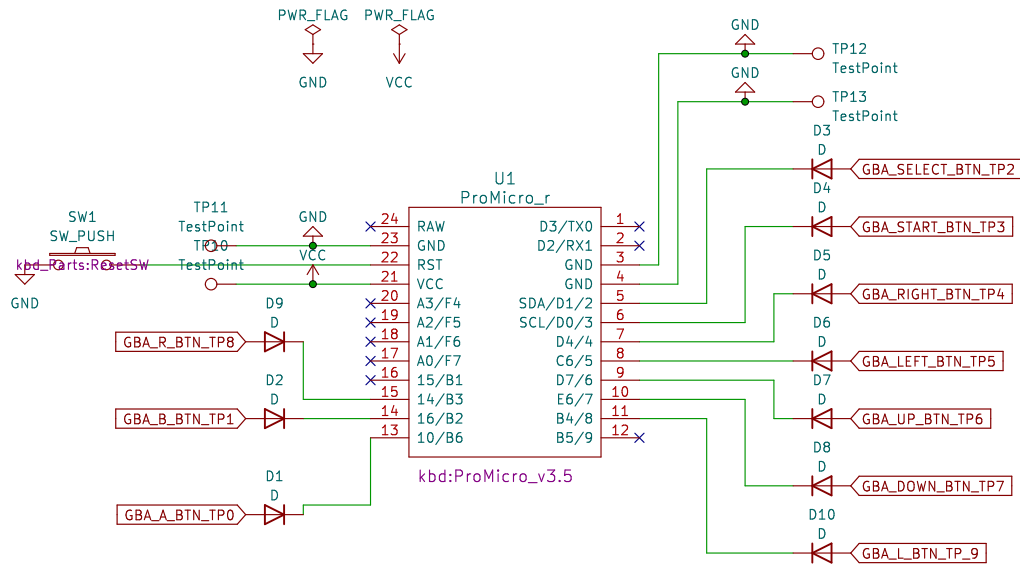 PWR_FLAG
PWR_FLAG
GND
VCC
GND
TP12
TestPoint
GND
TP13
TestPoint
D3
D
GBA_SELECT_BTN_TP2
D4
D
GBA_START_BTN_TP3
D5
D
GBA_RIGHT_BTN_TP4
D6
D
GBA_LEFT_BTN_TP5
D7
D
GBA_UP_BTN_TP6
D8
D
GBA_DOWN_BTN_TP7
D10
D
GBA_L_BTN_TP_9
U1
ProMicro_r
24 RAW
23 GND
22 RST
21 VCC
20 A3/F4
19 A2/F5
18 A1/F6
17 A0/F7
16 15/B1
15 14/B3
14 16/B2
13 10/B6
D3/TX0 1
D2/RX1 2
GND 3
GND 4
SDA/D1/2 5
SCL/D0/3 6
D4/4 7
C6/5 8
D7/6 9
E6/7 10
B4/8 11
B5/9 12
kbd:ProMicro_v3.5
SW1
SW_PUSH
kbd_Parts:ResetSW
GND
TP11
TestPoint
TP10
TestPoint
GND
VCC
D9
D
GBA_R_BTN_TP8
D2
D
GBA_B_BTN_TP1
D1
D
GBA_A_BTN_TP0